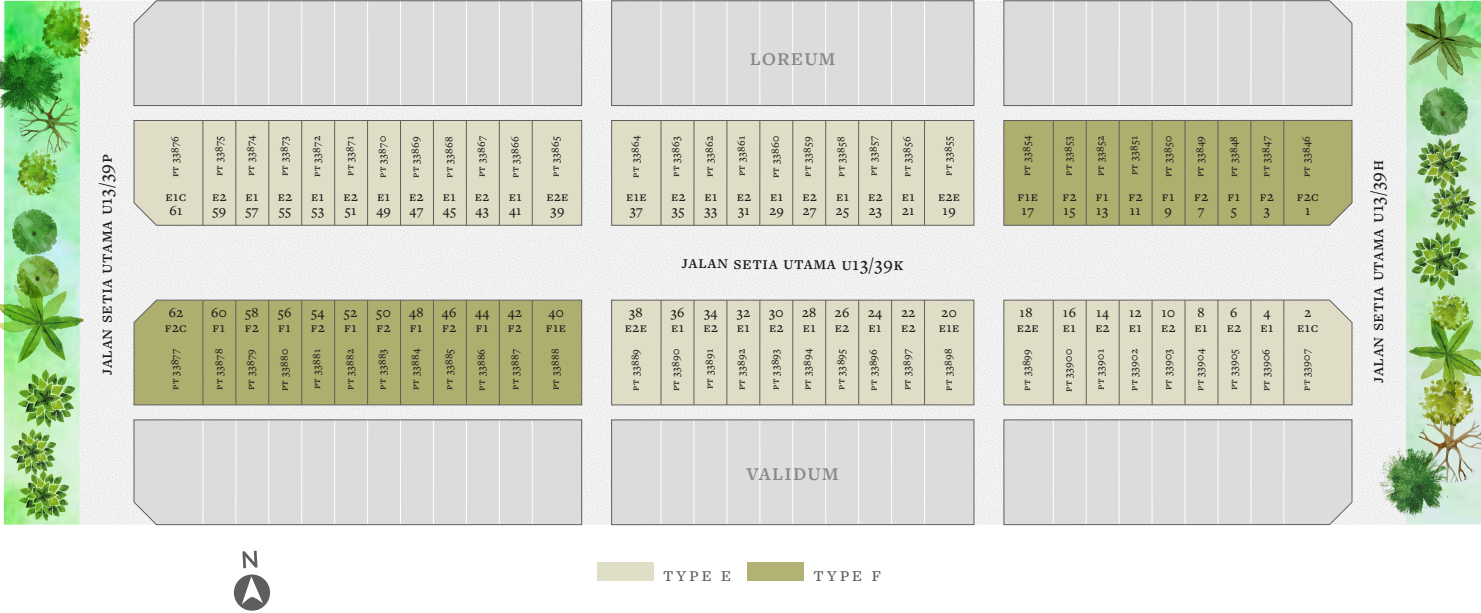 LOREUM
PT 33876 PT 33875 PT 33874 PT 33873 PT 33872 PT 33871 PT 33870 PT 33869 PT 33868 PT 33867 PT 33866 PT 33865 PT 33864 PT 33863 PT 33862 PT 33861 PT 33860 PT 33859 PT 33858 PT 33857 PT 33856 PT 33855 PT 33854 PT 33853 PT 33852 PT 33851 PT 33850 PT 33849 PT 33848 PT 33847 PT 33846
E1C E2 E1 E2 E1 E2 E1 E2 E1 E2 E1 E2E E1E E2 E1 E2 E1 E2 E1 E2 E1 E2E F1E F2 F1 F2 F1 F2 F1 F2 F2C
61 59 57 55 53 51 49 47 45 43 41 39 37 35 33 31 29 27 25 23 21 19 17 15 13 11 9 7 5 3 1
JALAN SETIA UTAMA U13/39P
JALAN SETIA UTAMA U13/39K
JALAN SETIA UTAMA U13/39H
62 60 58 56 54 52 50 48 46 44 42 40 38 36 34 32 30 28 26 24 22 20 18 16 14 12 10 8 6 4 2
F2C F1 F2 F1 F2 F1 F2 F1 F2 F1 F2 F1E E2E E1 E2 E1 E2 E1 E2 E1 E2 E1E E2E E1 E2 E1 E2 E1 E2 E1 E1C
PT 33877 PT 33878 PT 33879 PT 33880 PT 33881 PT 33882 PT 33883 PT 33884 PT 33885 PT 33886 PT 33887 PT 33888 PT 33889 PT 33890 PT 33891 PT 33892 PT 33893 PT 33894 PT 33895 PT 33896 PT 33897 PT 33898 PT 33899 PT 33900 PT 33901 PT 33902 PT 33903 PT 33904 PT 33905 PT 33906 PT 33907
VALIDUM
N
TYPE E
TYPE F